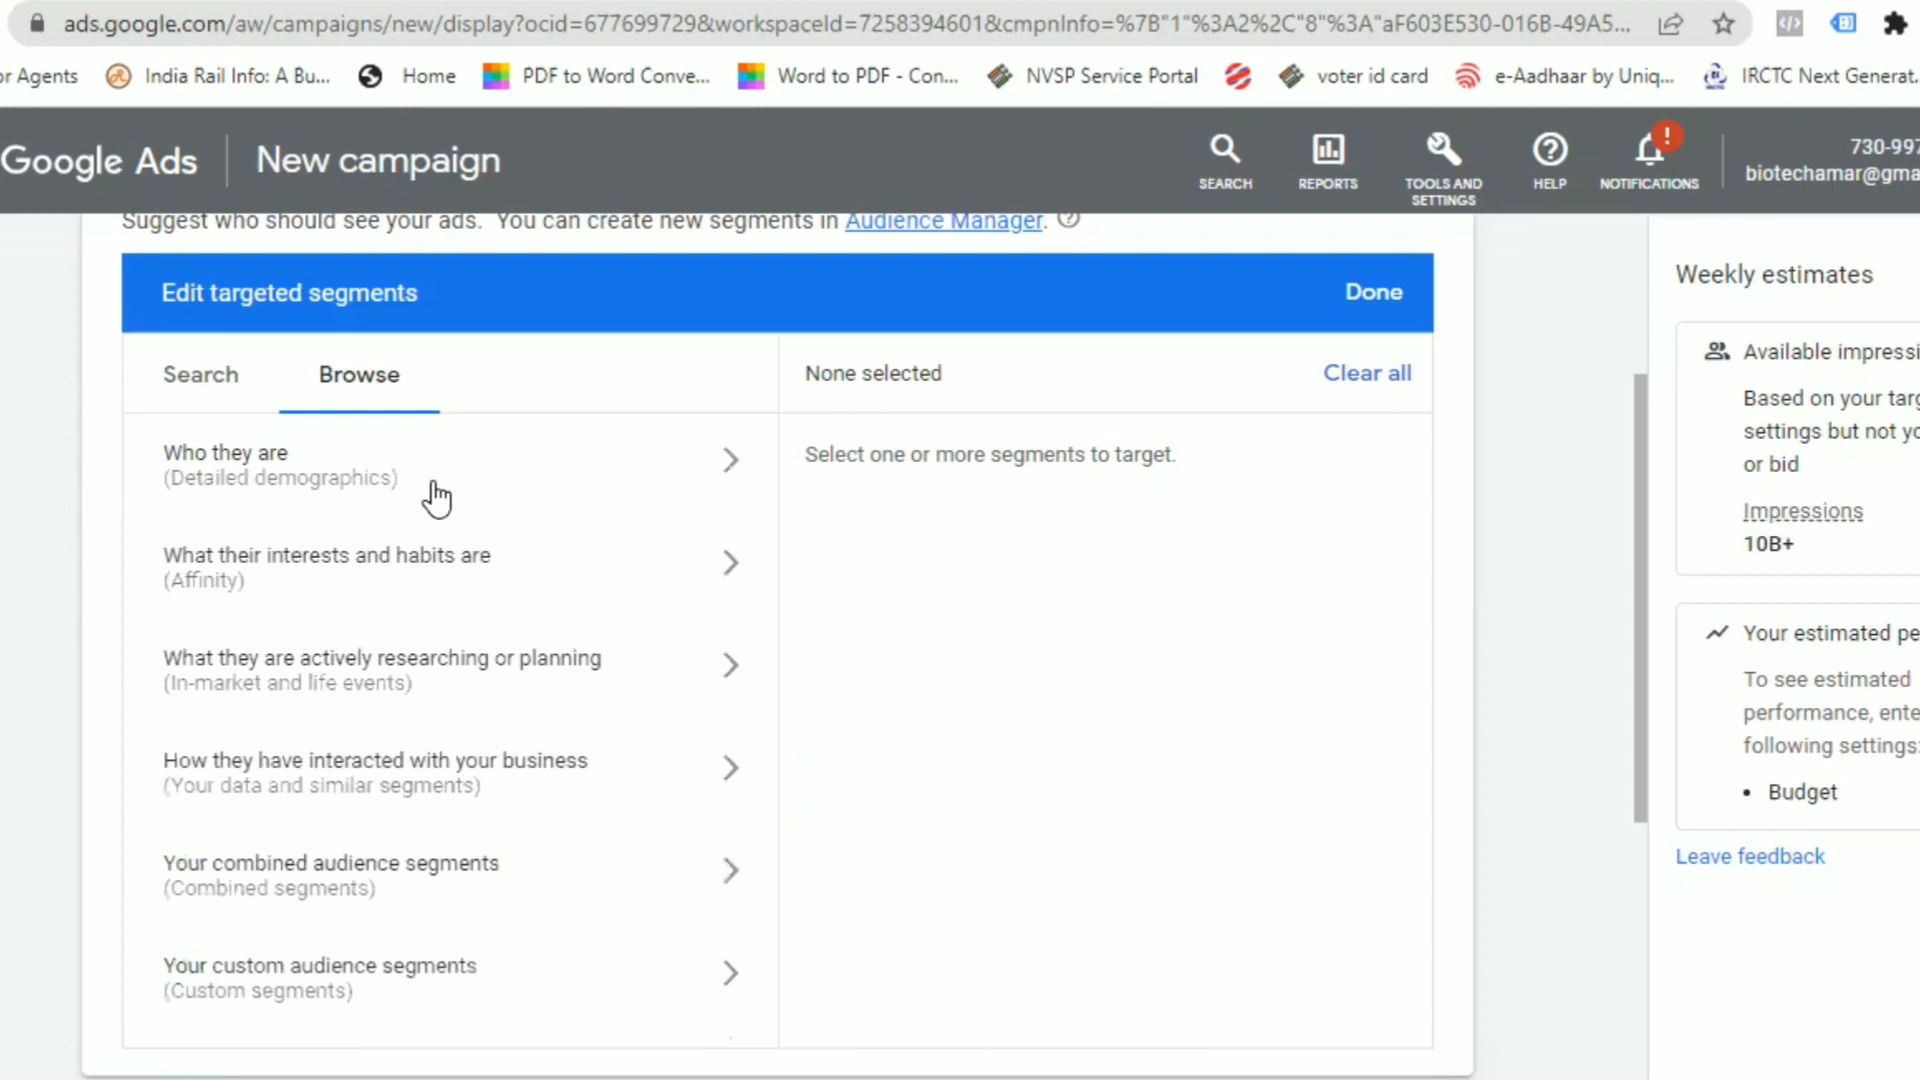 ads.google.com/aw/campaigns/new/display?ocid=677699729&workspaceId=7258394601&cmpnInfo=%7B"1"%3A2%2C"8"%3A"aF603E530-016B-49A5...
or Agents
India Rail Info: A Bu...
Home
PDF to Word Conve...
Word to PDF - Con...
NVSP Service Portal
voter id card
e-Aadhaar by Uniq...
IRCTC Next Generat.
Google Ads
New campaign
SEARCH
REPORTS
TOOLS AND
SETTINGS
HELP
NOTIFICATIONS
730-997
biotechamar@gma
Suggest who should see your ads. You can create new segments in Audience Manager.
Edit targeted segments
Done
Search
Browse
None selected
Clear all
Who they are
(Detailed demographics)
Select one or more segments to target.
What their interests and habits are
(Affinity)
What they are actively researching or planning
(In-market and life events)
How they have interacted with your business
(Your data and similar segments)
Your combined audience segments
(Combined segments)
Your custom audience segments
(Custom segments)
Weekly estimates
Available impressi
Based on your targ
settings but not yo
or bid
Impressions
10B+
Your estimated pe
To see estimated
performance, ente
following settings:
• Budget
Leave feedback